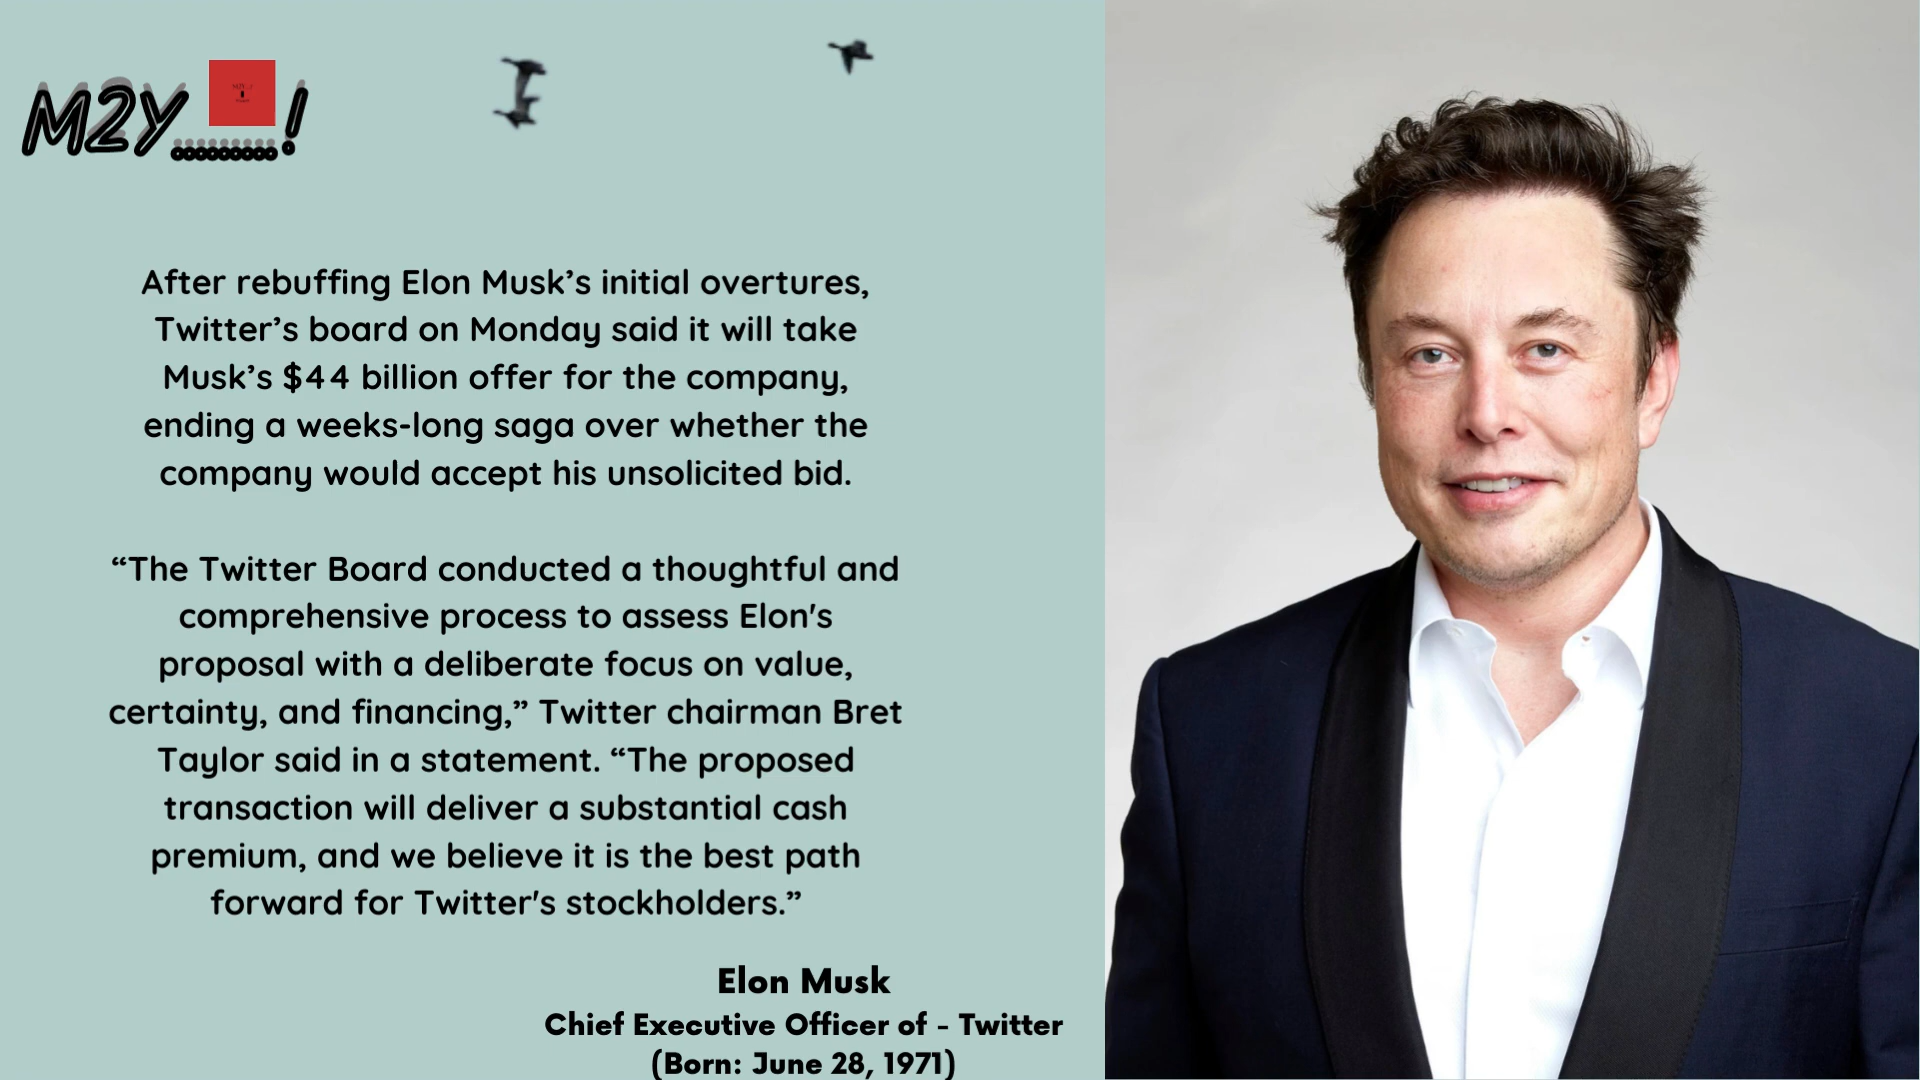 M2Y.........!
After rebuffing Elon Musk’s initial overtures,
Twitter’s board on Monday said it will take
Musk’s $44 billion offer for the company,
ending a weeks-long saga over whether the
company would accept his unsolicited bid.
“The Twitter Board conducted a thoughtful and
comprehensive process to assess Elon's
proposal with a deliberate focus on value,
certainty, and financing,” Twitter chairman Bret
Taylor said in a statement. “The proposed
transaction will deliver a substantial cash
premium, and we believe it is the best path
forward for Twitter's stockholders.”
Elon Musk
Chief Executive Officer of - Twitter
(Born: June 28, 1971)